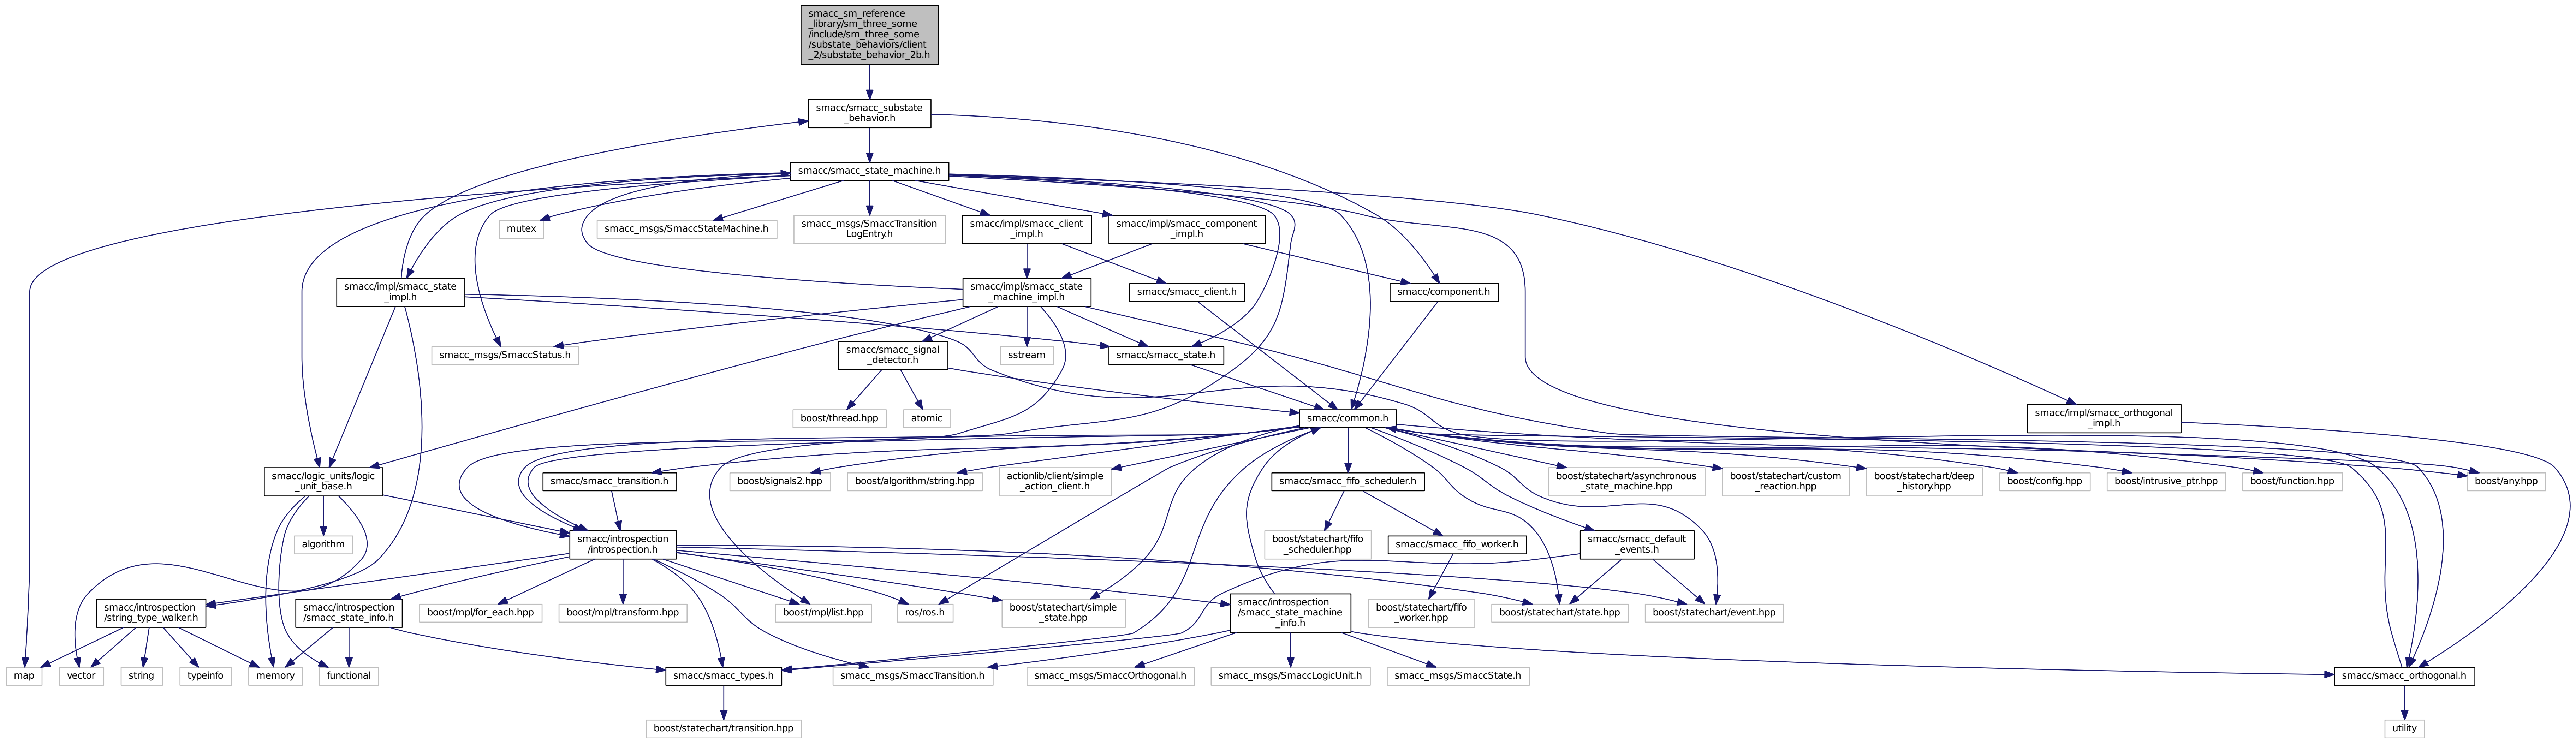 smacc_sm_reference
_library/sm_three_some
/include/sm_three_some
/substate_behaviors/client
_2/substate_behavior_2b.h
smacc/smacc_substate
_behavior.h
smacc/smacc_state_machine.h
mutex
smacc_msgs/SmaccStateMachine.h
smacc_msgs/SmaccTransition
LogEntry.h
smacc/impl/smacc_client
_impl.h
smacc/impl/smacc_component
_impl.h
smacc/impl/smacc_state
_impl.h
smacc/impl/smacc_state
_machine_impl.h
smacc/smacc_client.h
smacc/component.h
smacc_msgs/SmaccStatus.h
smacc/smacc_signal
_detector.h
sstream
smacc/smacc_state.h
boost/thread.hpp
atomic
smacc/common.h
smacc/impl/smacc_orthogonal
_impl.h
smacc/logic_units/logic
_unit_base.h
smacc/smacc_transition.h
boost/signals2.hpp
boost/algorithm/string.hpp
actionlib/client/simple
_action_client.h
smacc/smacc_fifo_scheduler.h
boost/statechart/asynchronous
_state_machine.hpp
boost/statechart/custom
_reaction.hpp
boost/statechart/deep
_history.hpp
boost/config.hpp
boost/intrusive_ptr.hpp
boost/function.hpp
boost/any.hpp
algorithm
smacc/introspection
/introspection.h
boost/statechart/fifo
_scheduler.hpp
smacc/smacc_fifo_worker.h
smacc/smacc_default
_events.h
smacc/introspection
/string_type_walker.h
smacc/introspection
/smacc_state_info.h
boost/mpl/for_each.hpp
boost/mpl/transform.hpp
boost/mpl/list.hpp
ros/ros.h
boost/statechart/simple
_state.hpp
smacc/introspection
/smacc_state_machine
_info.h
boost/statechart/fifo
_worker.hpp
boost/statechart/state.hpp
boost/statechart/event.hpp
map
vector
string
typeinfo
memory
functional
smacc/smacc_types.h
smacc_msgs/SmaccTransition.h
smacc_msgs/SmaccOrthogonal.h
smacc_msgs/SmaccLogicUnit.h
smacc_msgs/SmaccState.h
smacc/smacc_orthogonal.h
boost/statechart/transition.hpp
utility